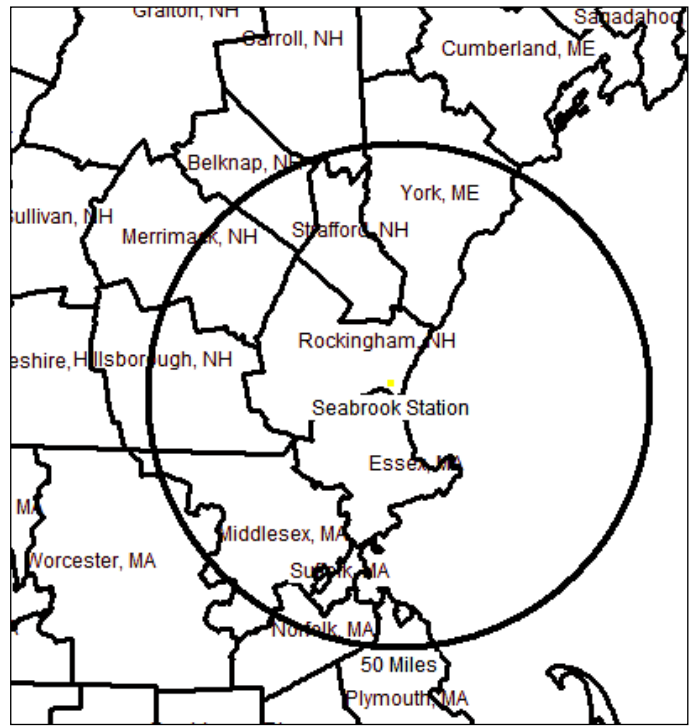 Grafton, NH
Carroll, NH
Sagadahoc
Cumberland, ME
Belknap, NH
York, ME
Sullivan, NH
Merrimack, NH
Strafford, NH
Rockingham, NH
eshire, Hillsborough, NH
Seabrook Station
Essex, MA
MA
Middlesex, MA
Worcester, MA
Suffolk, MA
Norfolk, MA
50 Miles
Plymouth, MA